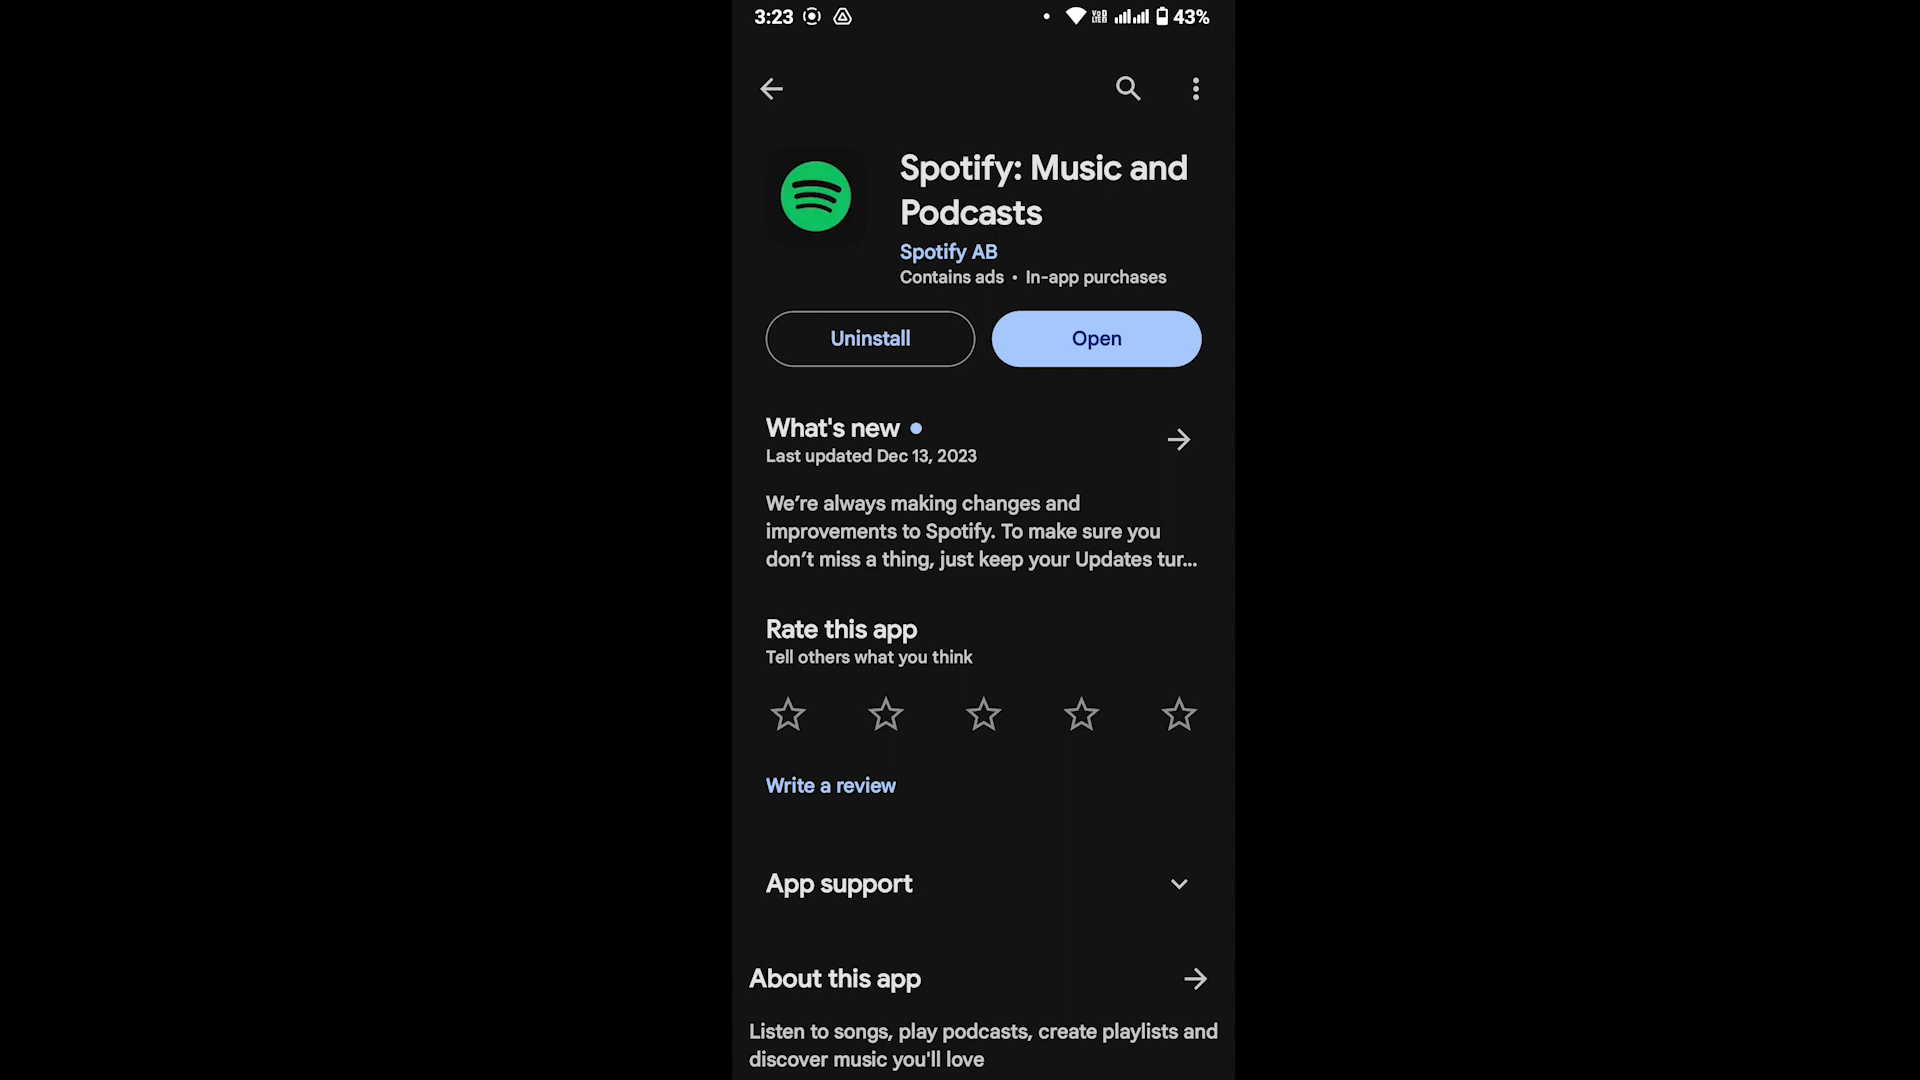 3:23 VoD LTED 43%
Spotify: Music and
Podcasts
Spotify AB
Contains ads • In-app purchases
Uninstall Open
What's new
Last updated Dec 13, 2023
We’re always making changes and
improvements to Spotify. To make sure you
don’t miss a thing, just keep your Updates tur...
Rate this app
Tell others what you think
Write a review
App support
About this app
Listen to songs, play podcasts, create playlists and
discover music you'll love